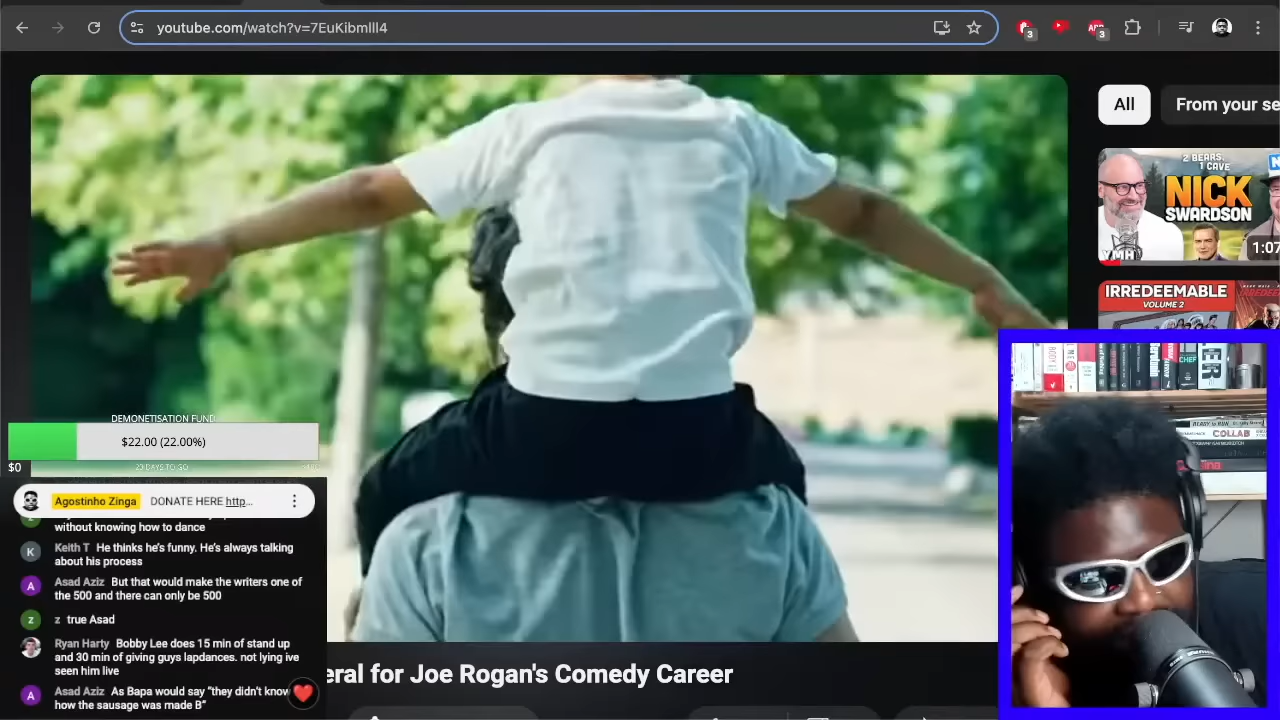 youtube.com/watch?v=7EuKibmlll4
3
3
All
From your se
2 BEARS,
1 CAVE
NICK
SWARDSON
YMH
1:07
IRREDEEMABLE
VOLUME 2
DEMONETISATION FUND
$22.00 (22.00%)
$0
Agostinho Zinga DONATE HERE http...
without knowing how to dance
K Keith T He thinks he's funny. He's always talking
about his process
A Asad Aziz But that would make the writers one of
the 500 and there can only be 500
z z true Asad
Ryan Harty Bobby Lee does 15 min of stand up
and 30 min of giving guys lapdances. not lying ive
seen him live
A Asad Aziz As Bapa would say "they didn't know
how the sausage was made B"
eral for Joe Rogan's Comedy Career
CHEF
COLLAB